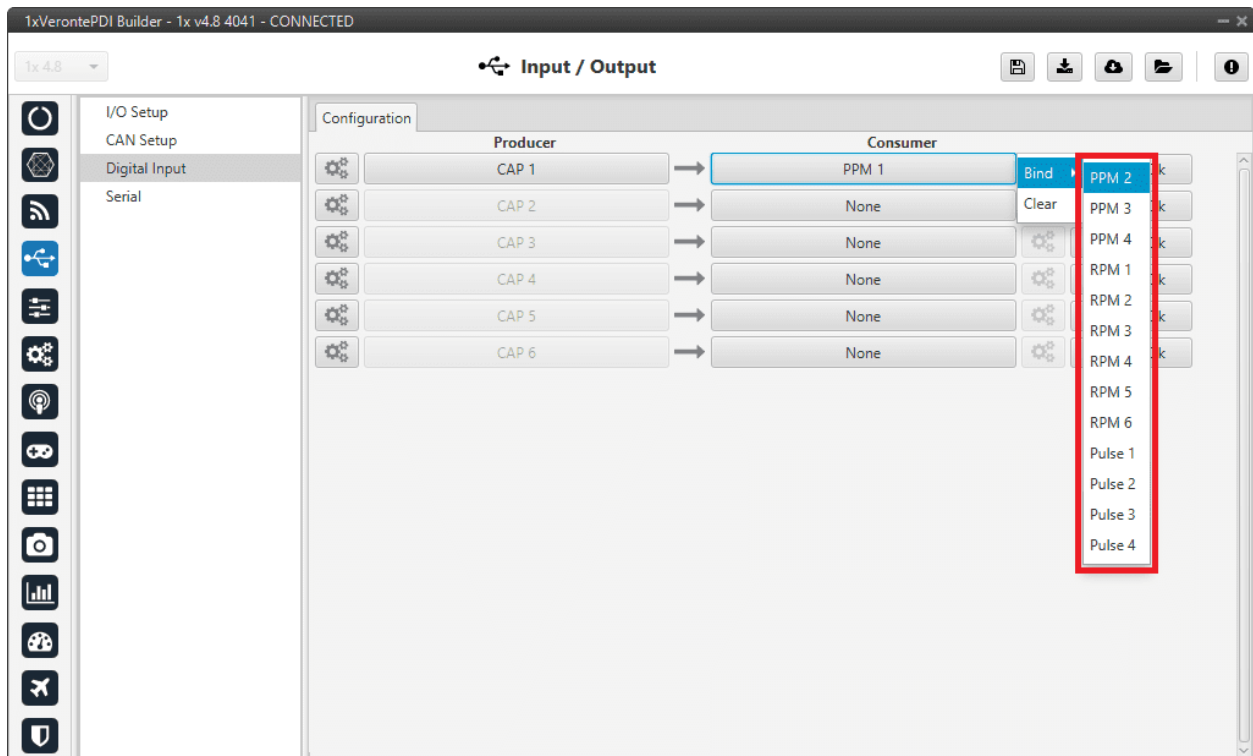 1xVerontePDI Builder - 1x v4.8 4041 - CONNECTED
1x 4.8
Input / Output
I/O Setup
CAN Setup
Digital Input
Serial
Configuration
Producer Consumer
CAP 1 PPM 1
CAP 2 None
CAP 3 None
CAP 4 None
CAP 5 None
CAP 6 None
Bind
Clear
PPM 2
PPM 3
PPM 4
RPM 1
RPM 2
RPM 3
RPM 4
RPM 5
RPM 6
Pulse 1
Pulse 2
Pulse 3
Pulse 4